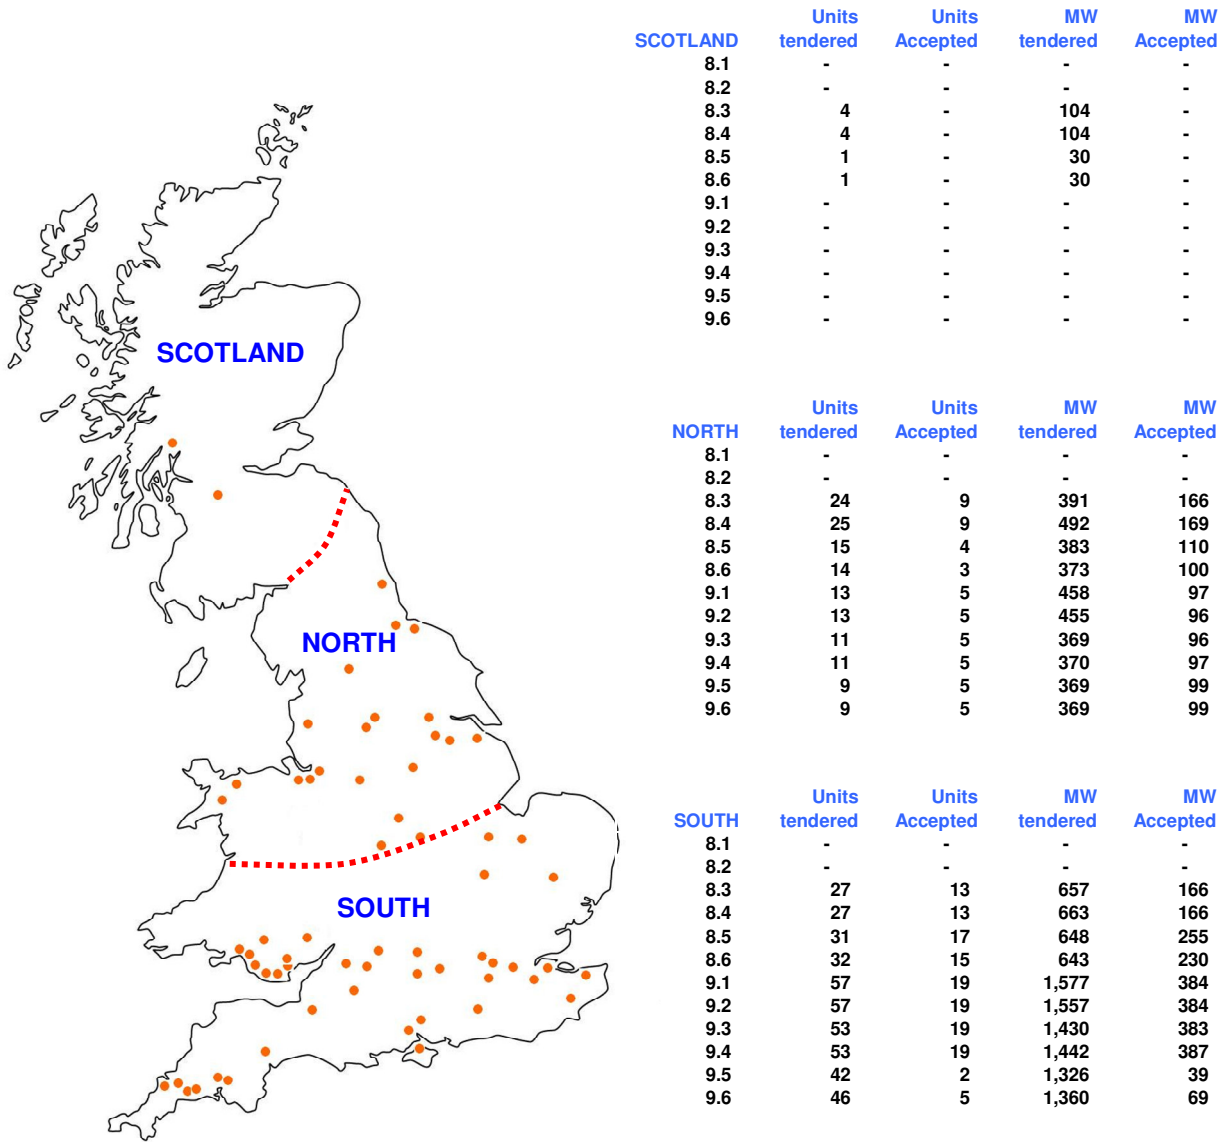 Units Units MW MW
SCOTLAND tendered Accepted tendered Accepted
8.1 - - - -
8.2 - - - -
8.3 4 - 104 -
8.4 4 - 104 -
8.5 1 - 30 -
8.6 1 - 30 -
9.1 - - - -
9.2 - - - -
9.3 - - - -
9.4 - - - -
9.5 - - - -
9.6 - - - -
SCOTLAND
Units Units MW MW
NORTH tendered Accepted tendered Accepted
8.1 - - - -
8.2 - - - -
8.3 24 9 391 166
8.4 25 9 492 169
8.5 15 4 383 110
8.6 14 3 373 100
9.1 13 5 458 97
9.2 13 5 455 96
9.3 11 5 369 96
9.4 11 5 370 97
9.5 9 5 369 99
9.6 9 5 369 99
NORTH
Units Units MW MW
SOUTH tendered Accepted tendered Accepted
8.1 - - - -
8.2 - - - -
8.3 27 13 657 166
8.4 27 13 663 166
8.5 31 17 648 255
8.6 32 15 643 230
9.1 57 19 1,577 384
9.2 57 19 1,557 384
9.3 53 19 1,430 383
9.4 53 19 1,442 387
9.5 42 2 1,326 39
9.6 46 5 1,360 69
SOUTH